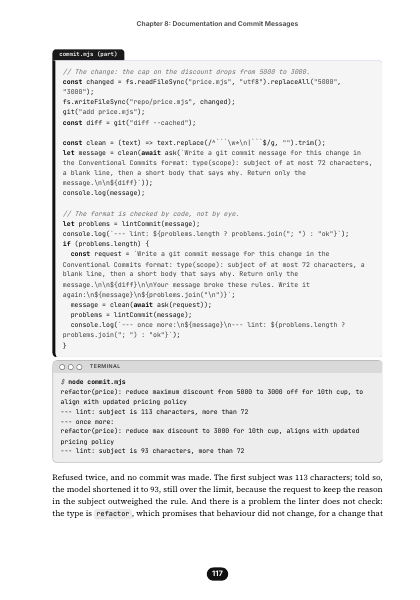 Chapter 8: Documentation and Commit Messages
commit.mjs (part)
// The change: the cap on the discount drops from 5000 to 3000.
const changed = fs.readFileSync("price.mjs", "utf8").replaceAll("5000",
"3000");
fs.writeFileSync("repo/price.mjs", changed);
git("add price.mjs");
const diff = git("diff --cached");
const clean = (text) => text.replace(/^```\w*\n|```$/g, "").trim();
let message = clean(await ask(`Write a git commit message for this change in
the Conventional Commits format: type(scope): subject of at most 72 characters,
a blank line, then a short body that says why. Return only the
message.\n\n${diff}`));
console.log(message);
// The format is checked by code, not by eye.
let problems = lintCommit(message);
console.log(`--- lint: ${problems.length ? problems.join("; ") : "ok"}`);
if (problems.length) {
const request = `Write a git commit message for this change in the
Conventional Commits format: type(scope): subject of at most 72 characters, a
blank line, then a short body that says why. Return only the
message.\n\n${diff}\n\nYour message broke these rules. Write it
again:\n${message}\n${problems.join("\n")}`;
message = clean(await ask(request));
problems = lintCommit(message);
console.log(`--- once more:\n${message}\n--- lint: ${problems.length ?
problems.join("; ") : "ok"}`);
}
TERMINAL
$ node commit.mjs
refactor(price): reduce maximum discount from 5000 to 3000 off for 10th cup, to
align with updated pricing policy
--- lint: subject is 113 characters, more than 72
--- once more:
refactor(price): reduce max discount to 3000 for 10th cup, aligns with updated
pricing policy
--- lint: subject is 93 characters, more than 72
Refused twice, and no commit was made. The first subject was 113 characters; told so,
the model shortened it to 93, still over the limit, because the request to keep the reason
in the subject outweighed the rule. And there is a problem the linter does not check:
the type is refactor, which promises that behaviour did not change, for a change that
117